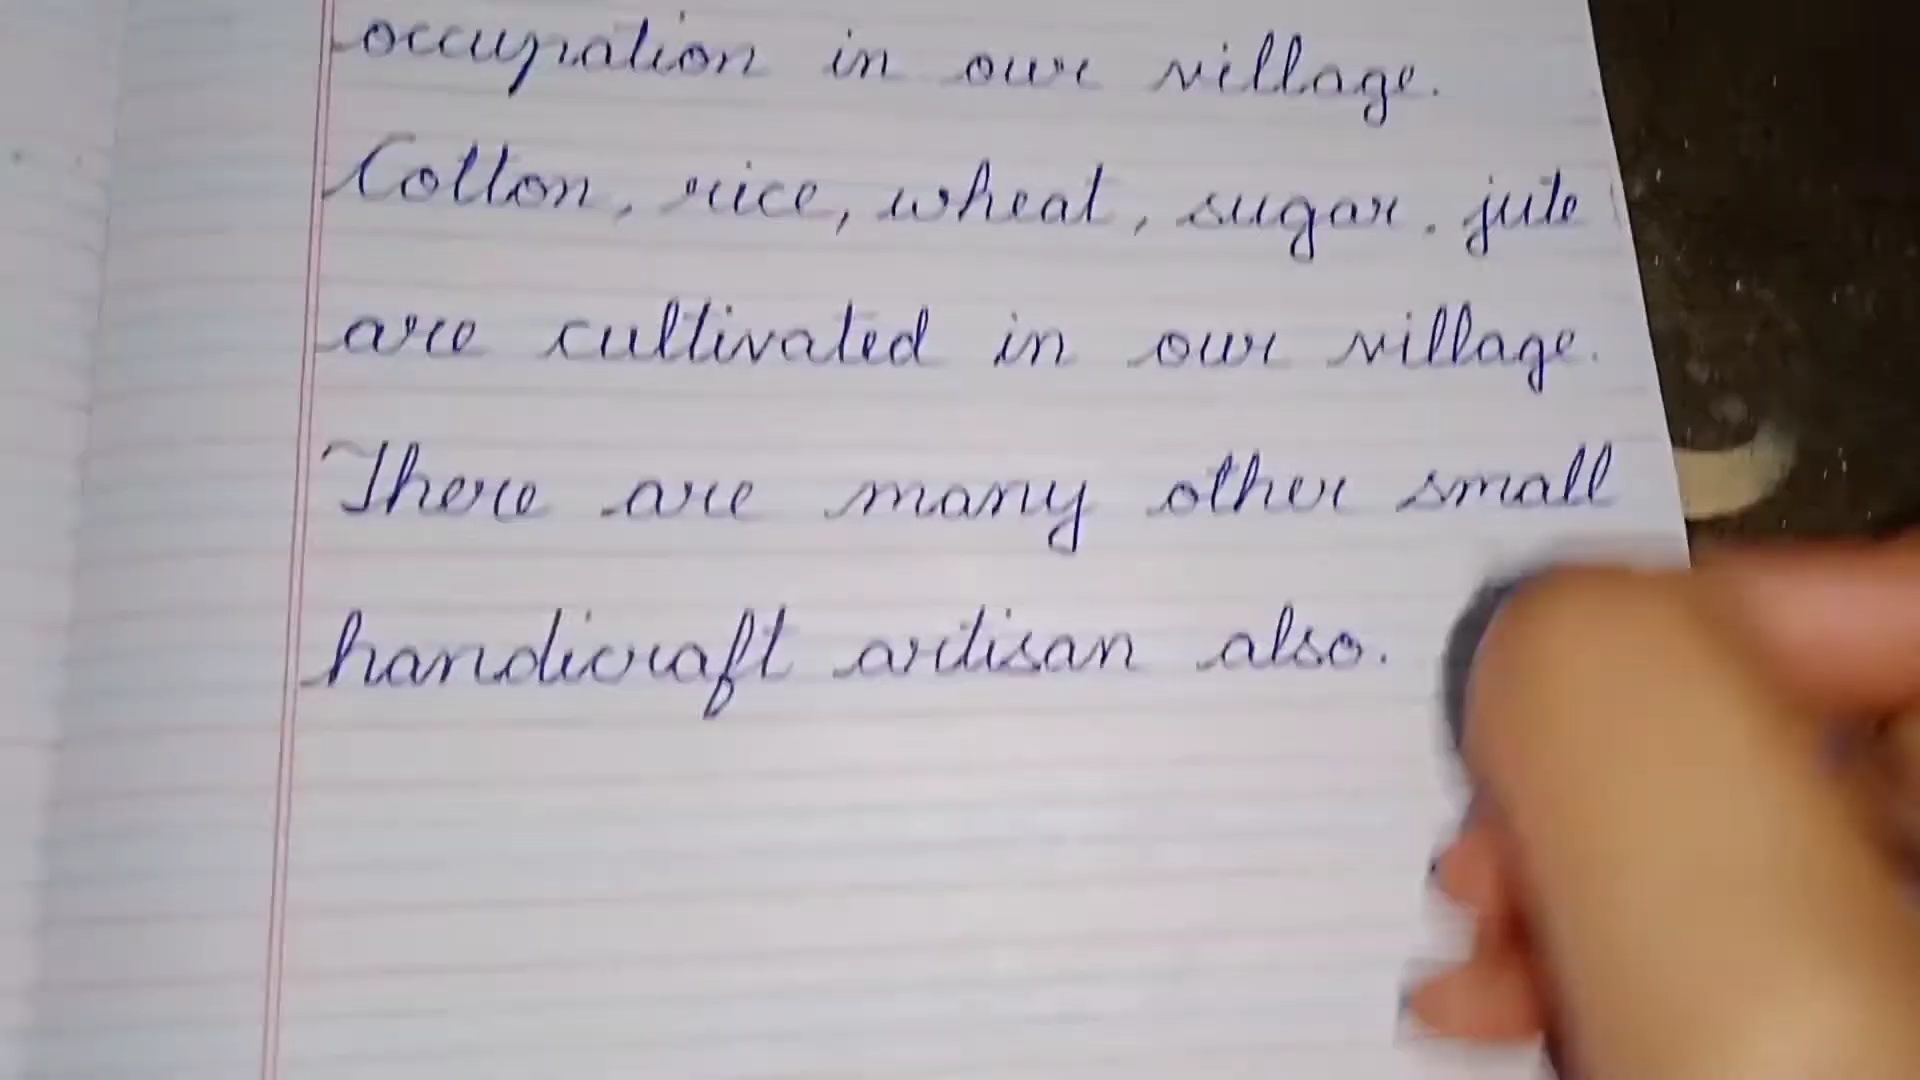 occupation in our village.
Cotton, rice, wheat, sugar, jute
are cultivated in our village.
There are many other small
handicraft artisan also.